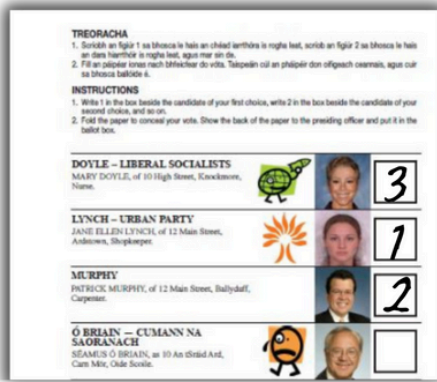 TREORACHA
1. Scríobh an figiúr 1 sa bhosca le hais an chéad iarrthóra is rogha leat, scríob an figiúr 2 sa bhosca le hais
an dara hiarrthóir is rogha leat, agus mar sin de.
2. Fill an páipéar ionas nach bhfeicfear do vóta. Taispeáin cúl an pháipéir don oifigeach ceannais, agus cuir
sa bhosca ballóide é.
INSTRUCTIONS
1. Write 1 in the box beside the candidate of your first choice, write 2 in the box beside the candidate of your
second choice, and so on.
2. Fold the paper to conceal your vote. Show the back of the paper to the presiding officer and put it in the
ballot box.
DOYLE – LIBERAL SOCIALISTS
MARY DOYLE, of 10 High Street, Knockmore,
Nurse.
3
LYNCH – URBAN PARTY
JANE ELLEN LYNCH, of 12 Main Street,
Ardstown, Shopkeeper.
1
MURPHY
PATRICK MURPHY, of 12 Main Street, Ballyduff,
Carpenter.
2
Ó BRIAIN — CUMANN NA
SAORANACH
SÉAMUS Ó BRIAIN, as 10 An tSráid Ard,
Carn Mór, Oide Scoile.